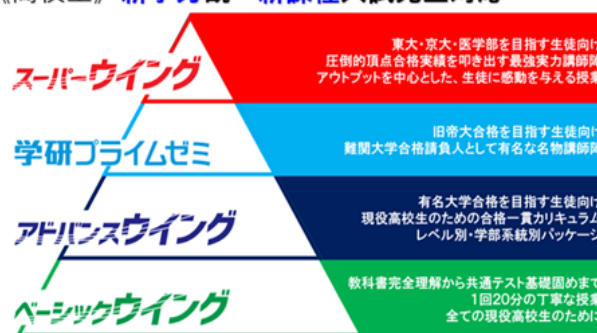 スーパーウイング
東大・京大・医学部を目指す生徒向け
圧倒的頂点合格実績を叩き出す最強実力講師陣
アウトプットを中心とした、生徒に感動を与える授業
学研プライムゼミ
旧帝大合格を目指す生徒向け
難関大学合格請負人として有名な名物講師陣
アドバンスウイング
有名大学合格を目指す生徒向け
現役高校生のための合格一貫カリキュラム
レベル別・学部系統別パッケージ
ベーシックウイング
教科書完全理解から共通テスト基礎固めまで
1回20分の丁寧な授業
全ての現役高校生のために